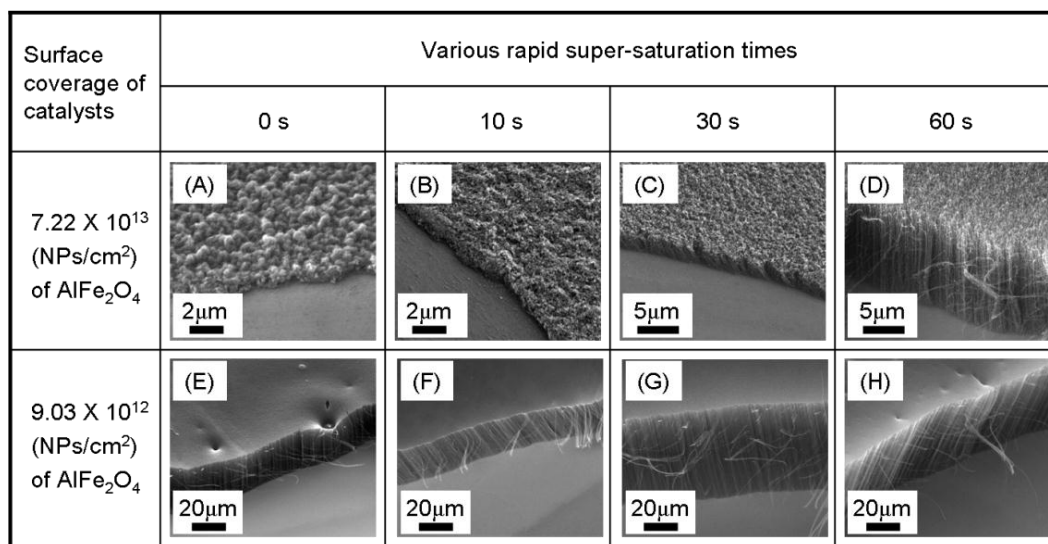 Surface
coverage of
catalysts
Various rapid super-saturation times
0 s
10 s
30 s
60 s
7.22 X 10¹³
(NPs/cm²)
of AlFe₂O₄
(A)
2μm
(B)
2μm
(C)
5μm
(D)
5μm
9.03 X 10¹²
(NPs/cm²)
of AlFe₂O₄
(E)
20μm
(F)
20μm
(G)
20μm
(H)
20μm